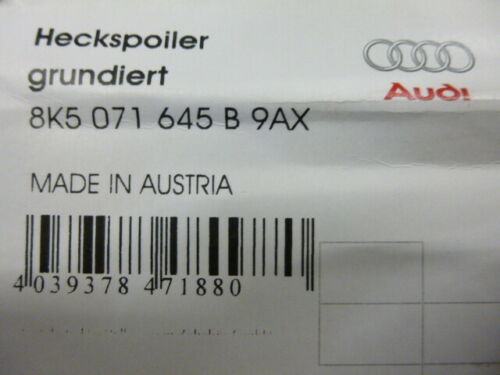 Heckspoiler
grundiert
Audi
8K5 071 645 B 9AX
MADE IN AUSTRIA
4 039378 471880